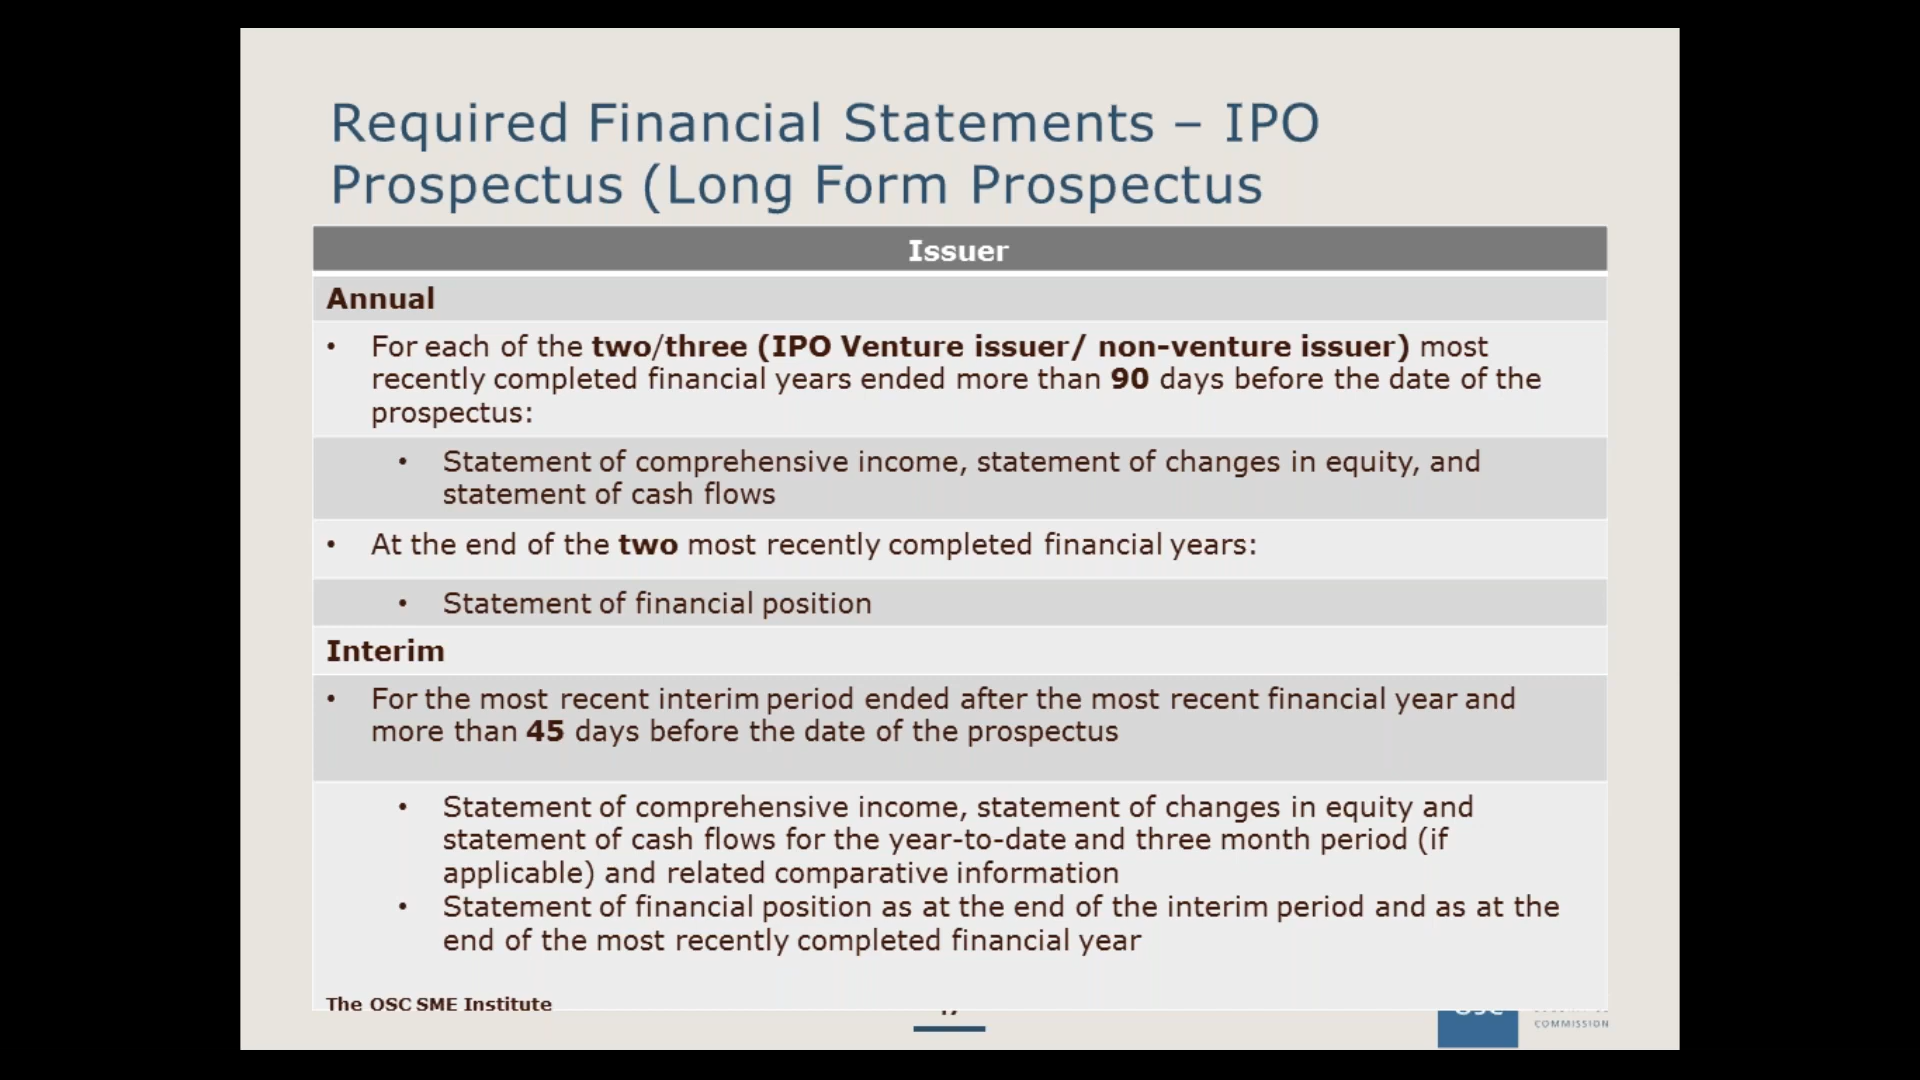 Required Financial Statements – IPO
Prospectus (Long Form Prospectus
Issuer
Annual
• For each of the two/three (IPO Venture issuer/ non-venture issuer) most
recently completed financial years ended more than 90 days before the date of the
prospectus:
• Statement of comprehensive income, statement of changes in equity, and
statement of cash flows
• At the end of the two most recently completed financial years:
• Statement of financial position
Interim
• For the most recent interim period ended after the most recent financial year and
more than 45 days before the date of the prospectus
• Statement of comprehensive income, statement of changes in equity and
statement of cash flows for the year-to-date and three month period (if
applicable) and related comparative information
• Statement of financial position as at the end of the interim period and as at the
end of the most recently completed financial year
The OSC SME Institute
OSC
COMMISSION